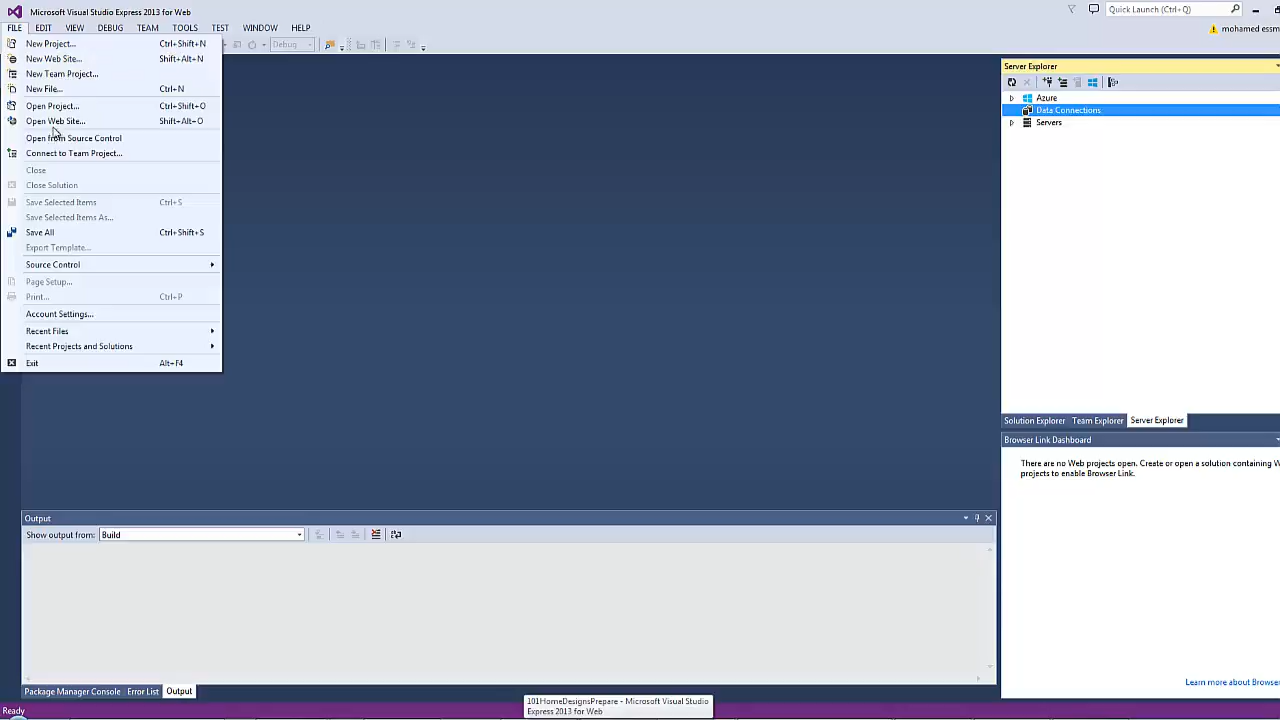 Microsoft Visual Studio Express 2013 for Web
Quick Launch (Ctrl+Q)
FILE EDIT VIEW DEBUG TEAM TOOLS TEST WINDOW HELP
mohamed essm
New Project... Ctrl+Shift+N
Debug
New Web Site... Shift+Alt+N
New Team Project...
New File... Ctrl+N
Open Project... Ctrl+Shift+O
Open Web Site... Shift+Alt+O
Open from Source Control
Connect to Team Project...
Close
Close Solution
Save Selected Items Ctrl+S
Save Selected Items As...
Save All Ctrl+Shift+S
Export Template...
Source Control
Page Setup...
Print... Ctrl+P
Account Settings...
Recent Files
Recent Projects and Solutions
Exit Alt+F4
Server Explorer
Azure
Data Connections
Servers
Solution Explorer Team Explorer Server Explorer
Browser Link Dashboard
There are no Web projects open. Create or open a solution containing W
projects to enable Browser Link.
Learn more about Browser
Output
Show output from: Build
Package Manager Console Error List Output
101HomeDesignsPrepare - Microsoft Visual Studio
Express 2013 for Web
Ready